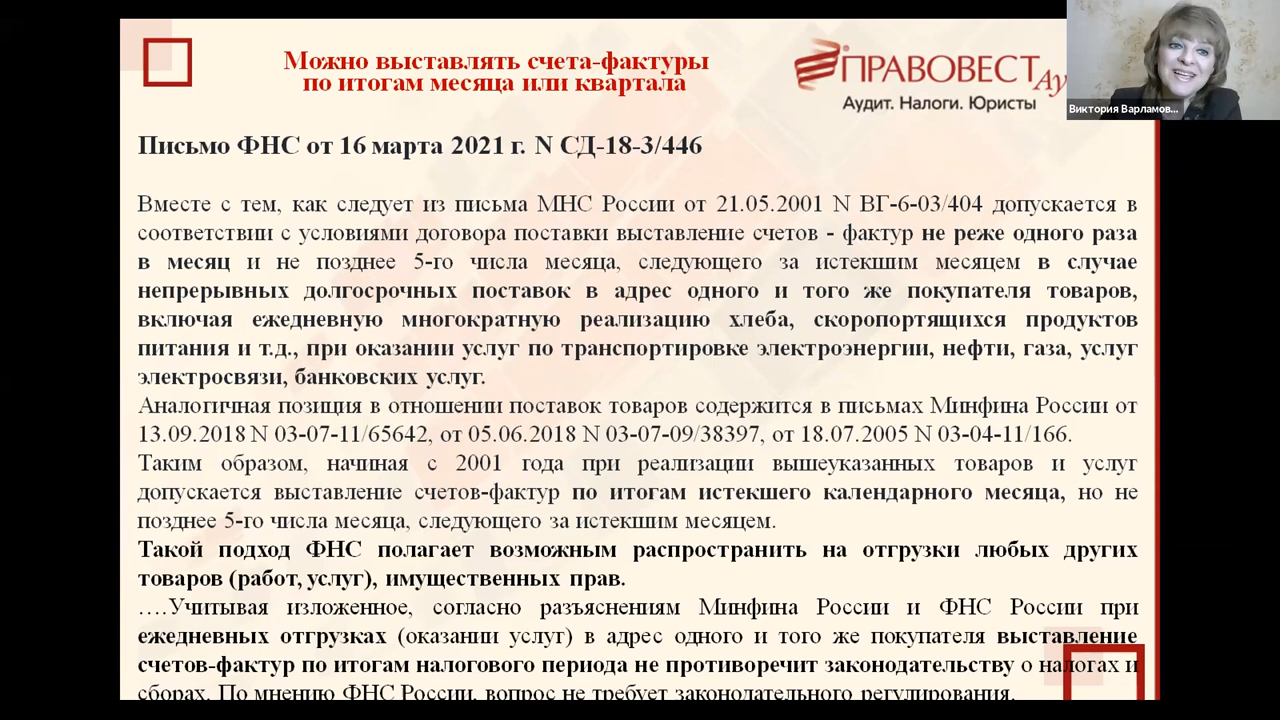 Можно выставлять счета-фактуры
по итогам месяца или квартала
ПРАВОВЕСТ
Аудит. Налоги. Юристы
Виктория Варламов...
Письмо ФНС от 16 марта 2021 г. N СД-18-3/446
Вместе с тем, как следует из письма МНС России от 21.05.2001 N ВГ-6-03/404 допускается в
соответствии с условиями договора поставки выставление счетов - фактур не реже одного раза
в месяц и не позднее 5-го числа месяца, следующего за истекшим месяцем в случае
непрерывных долгосрочных поставок в адрес одного и того же покупателя товаров,
включая ежедневную многократную реализацию хлеба, скоропортящихся продуктов
питания и т.д., при оказании услуг по транспортировке электроэнергии, нефти, газа, услуг
электросвязи, банковских услуг.
Аналогичная позиция в отношении поставок товаров содержится в письмах Минфина России от
13.09.2018 N 03-07-11/65642, от 05.06.2018 N 03-07-09/38397, от 18.07.2005 N 03-04-11/166.
Таким образом, начиная с 2001 года при реализации вышеуказанных товаров и услуг
допускается выставление счетов-фактур по итогам истекшего календарного месяца, но не
позднее 5-го числа месяца, следующего за истекшим месяцем.
Такой подход ФНС полагает возможным распространить на отгрузки любых других
товаров (работ, услуг), имущественных прав.
….Учитывая изложенное, согласно разъяснениям Минфина России и ФНС России при
ежедневных отгрузках (оказании услуг) в адрес одного и того же покупателя выставление
счетов-фактур по итогам налогового периода не противоречит законодательству о налогах и
сборах. По мнению ФНС России, вопрос не требует законодательного регулирования.